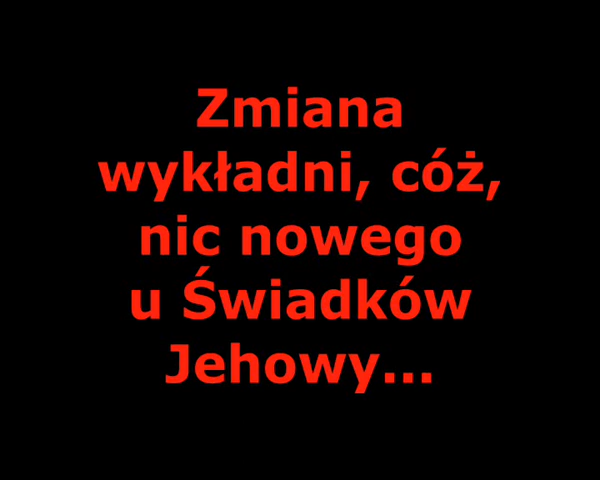 Zmiana
wykładni, cóż,
nic nowego
u Świadków
Jehowy...